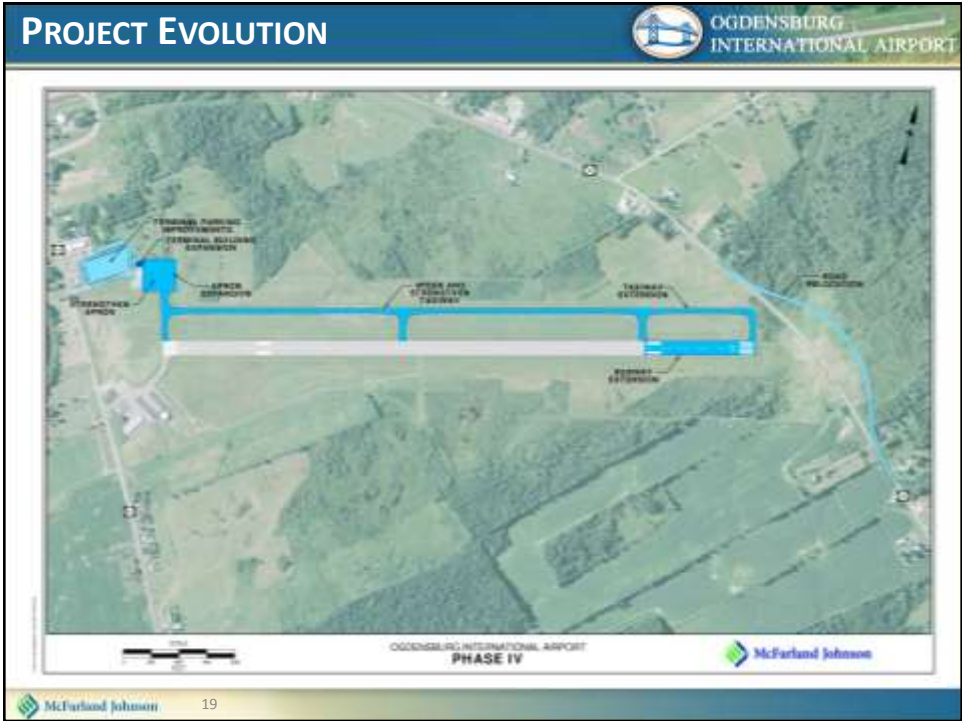 PROJECT EVOLUTION
OGDENSBURG
INTERNATIONAL AIRPORT
TERMINAL PARKING
IMPROVEMENTS
TERMINAL BUILDING
EXPANSION
APRON
EXPANSION
STRENGTHEN
APRON
WIDEN AND
STRENGTHEN
TAXIWAY
TAXIWAY
EXTENSION
ROAD
RELOCATION
RUNWAY
EXTENSION
OGDENSBURG INTERNATIONAL AIRPORT
PHASE IV
McFarland Johnson
McFarland Johnson
19